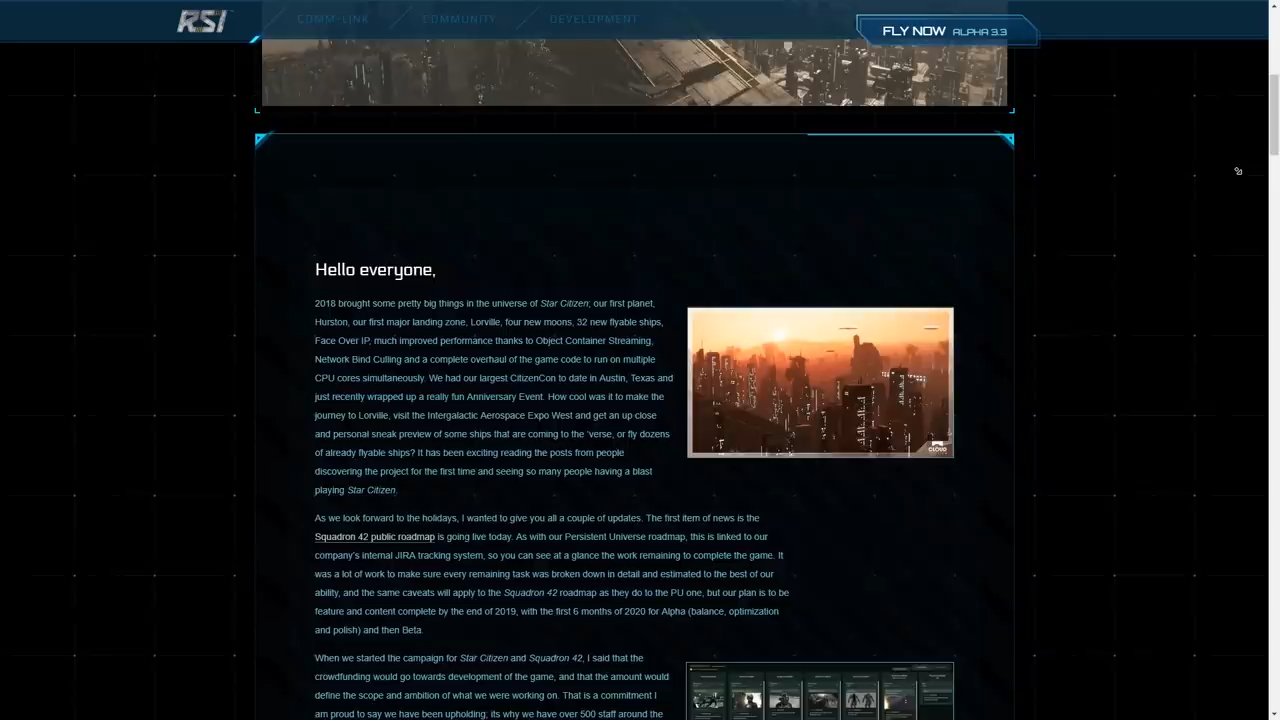 RSI
COMM-LINK
COMMUNITY
DEVELOPMENT
FLY NOW ALPHA 3.3
Hello everyone,
2018 brought some pretty big things in the universe of Star Citizen; our first planet,
Hurston, our first major landing zone, Lorville, four new moons, 32 new flyable ships,
Face Over IP, much improved performance thanks to Object Container Streaming,
Network Bind Culling and a complete overhaul of the game code to run on multiple
CPU cores simultaneously. We had our largest CitizenCon to date in Austin, Texas and
just recently wrapped up a really fun Anniversary Event. How cool was it to make the
journey to Lorville, visit the Intergalactic Aerospace Expo West and get an up close
and personal sneak preview of some ships that are coming to the 'verse, or fly dozens
of already flyable ships? It has been exciting reading the posts from people
discovering the project for the first time and seeing so many people having a blast
playing Star Citizen.
CLOUD
As we look forward to the holidays, I wanted to give you all a couple of updates. The first item of news is the
Squadron 42 public roadmap is going live today. As with our Persistent Universe roadmap, this is linked to our
company's internal JIRA tracking system, so you can see at a glance the work remaining to complete the game. It
was a lot of work to make sure every remaining task was broken down in detail and estimated to the best of our
ability, and the same caveats will apply to the Squadron 42 roadmap as they do to the PU one, but our plan is to be
feature and content complete by the end of 2019, with the first 6 months of 2020 for Alpha (balance, optimization
and polish) and then Beta.
When we started the campaign for Star Citizen and Squadron 42, I said that the
crowdfunding would go towards development of the game, and that the amount would
define the scope and ambition of what we were working on. That is a commitment I
am proud to say we have been upholding; its why we have over 500 staff around the